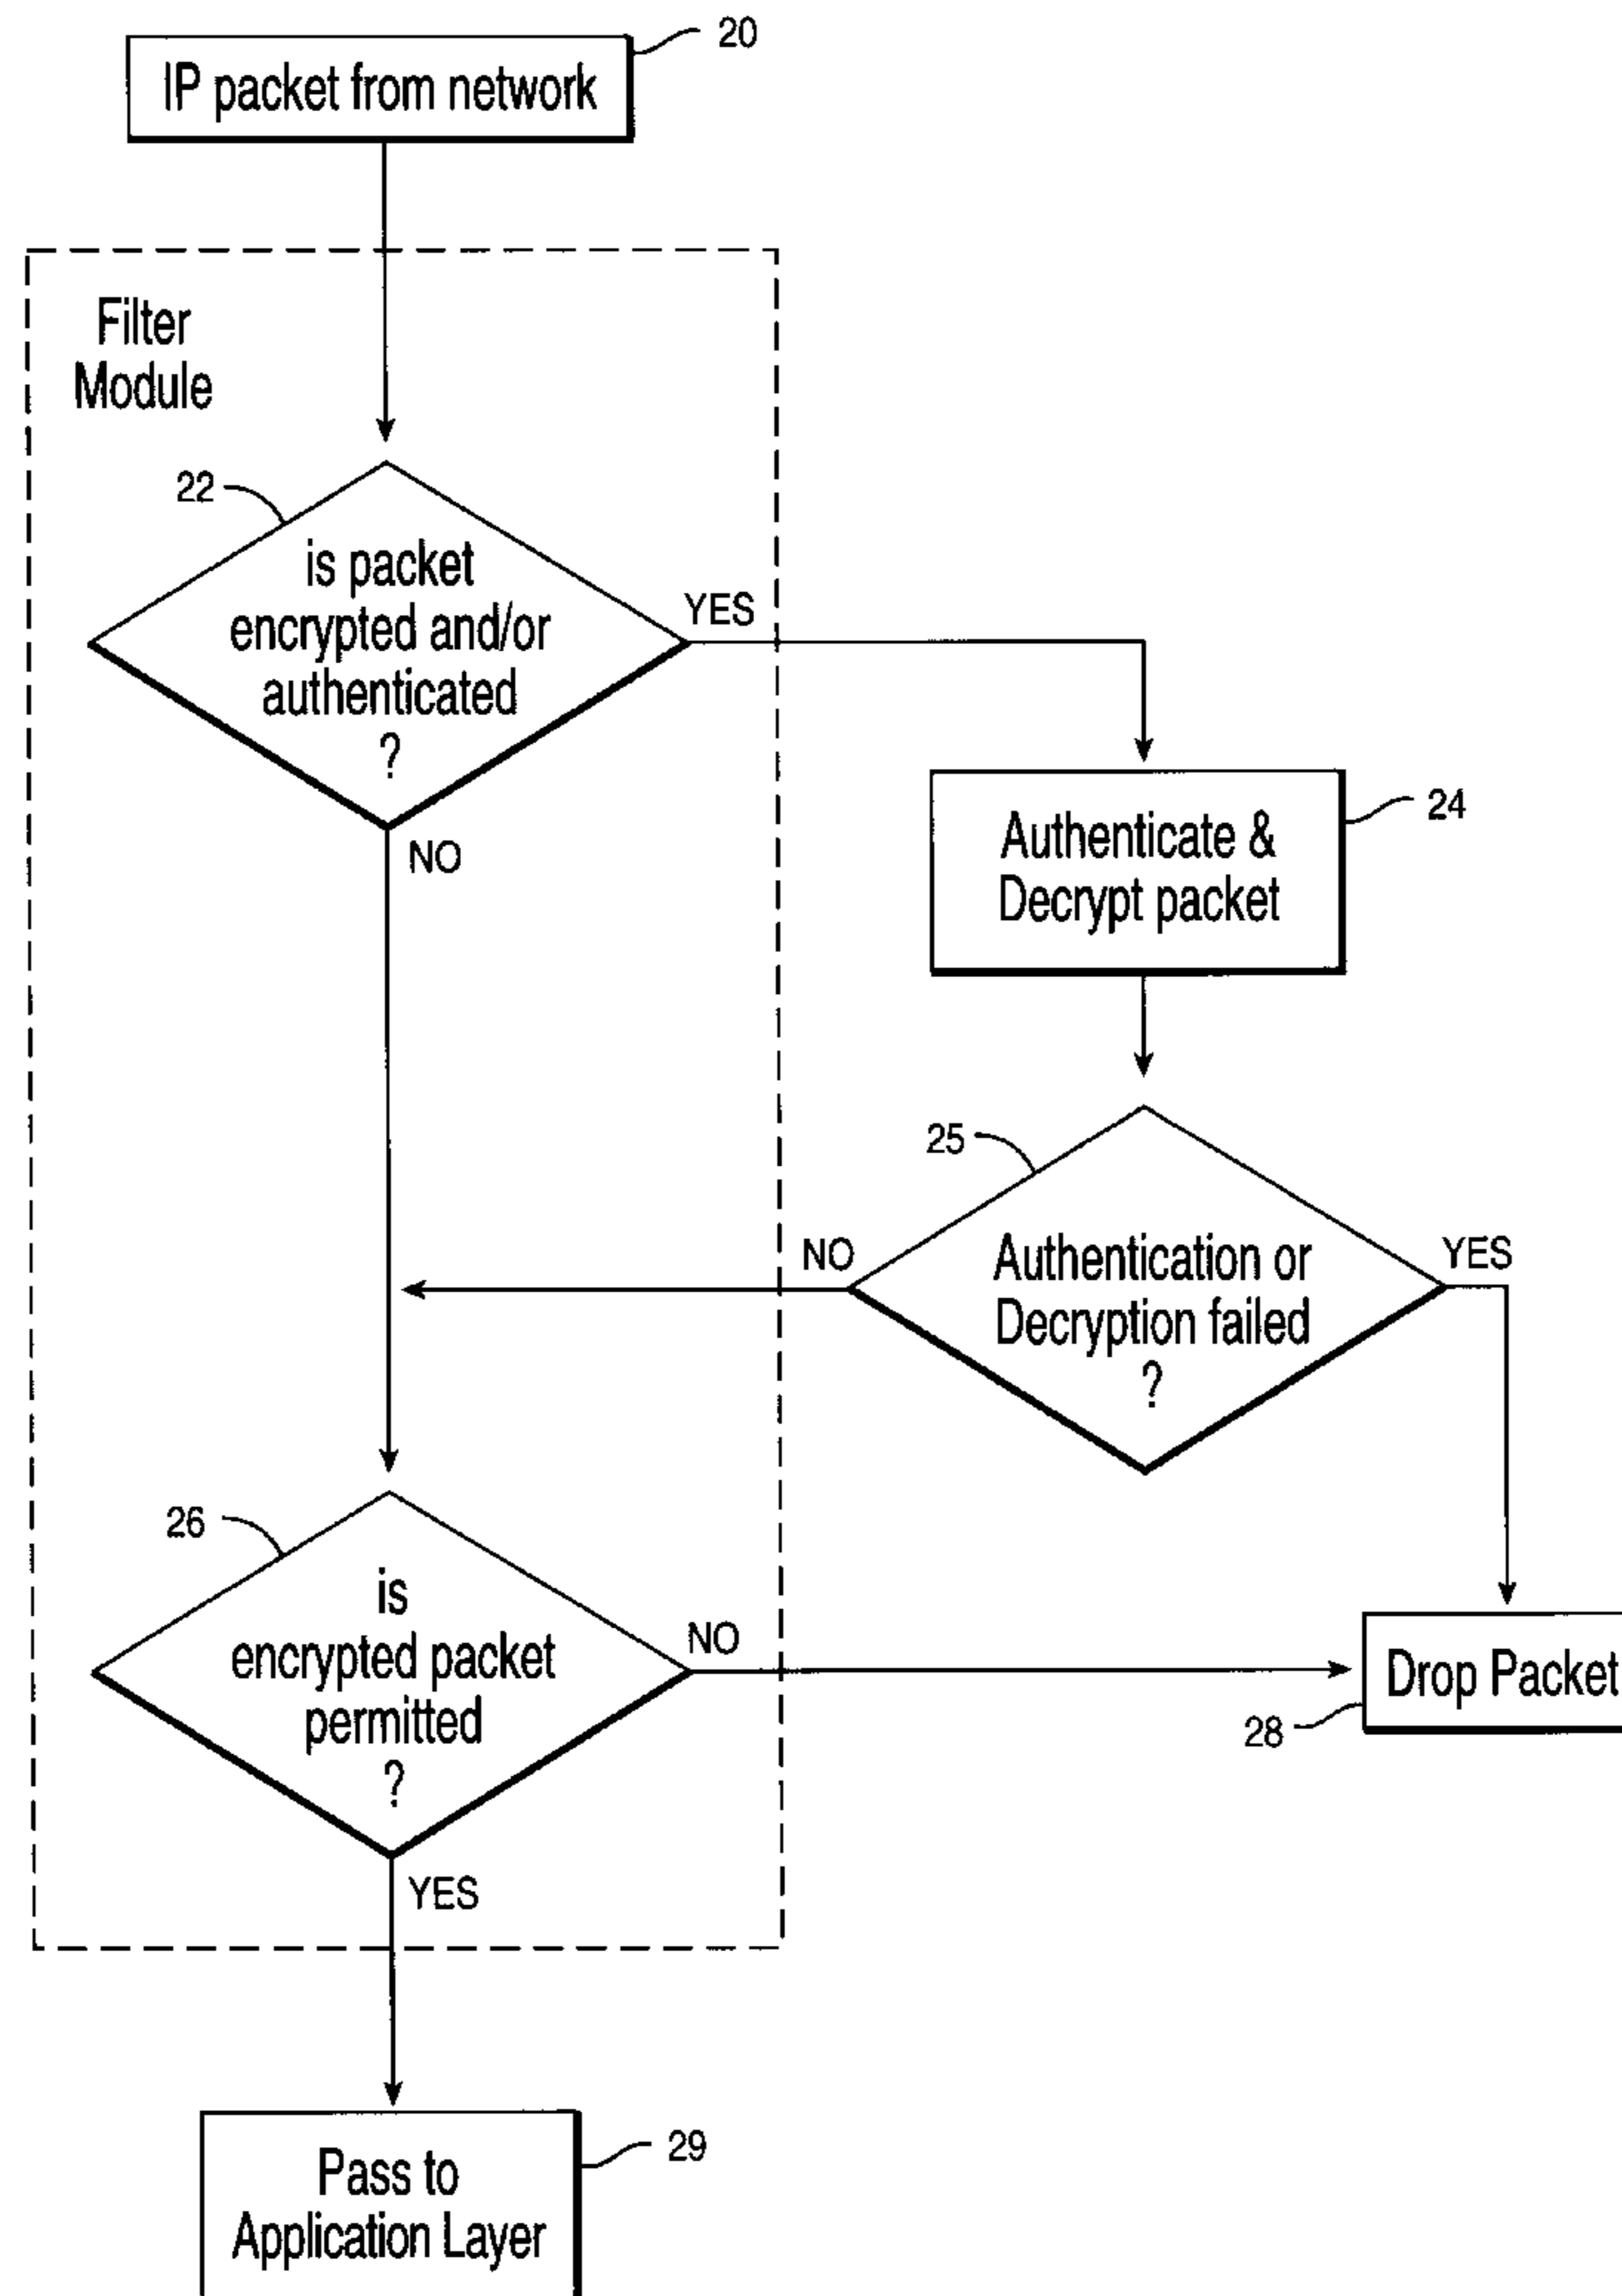 20
IP packet from network
Filter
Module
22
is packet
encrypted and/or
authenticated
?
YES
NO
24
Authenticate &
Decrypt packet
25
Authentication or
Decryption failed
?
NO
YES
26
is
encrypted packet
permitted
?
NO
YES
Drop Packet
28
29
Pass to
Application Layer